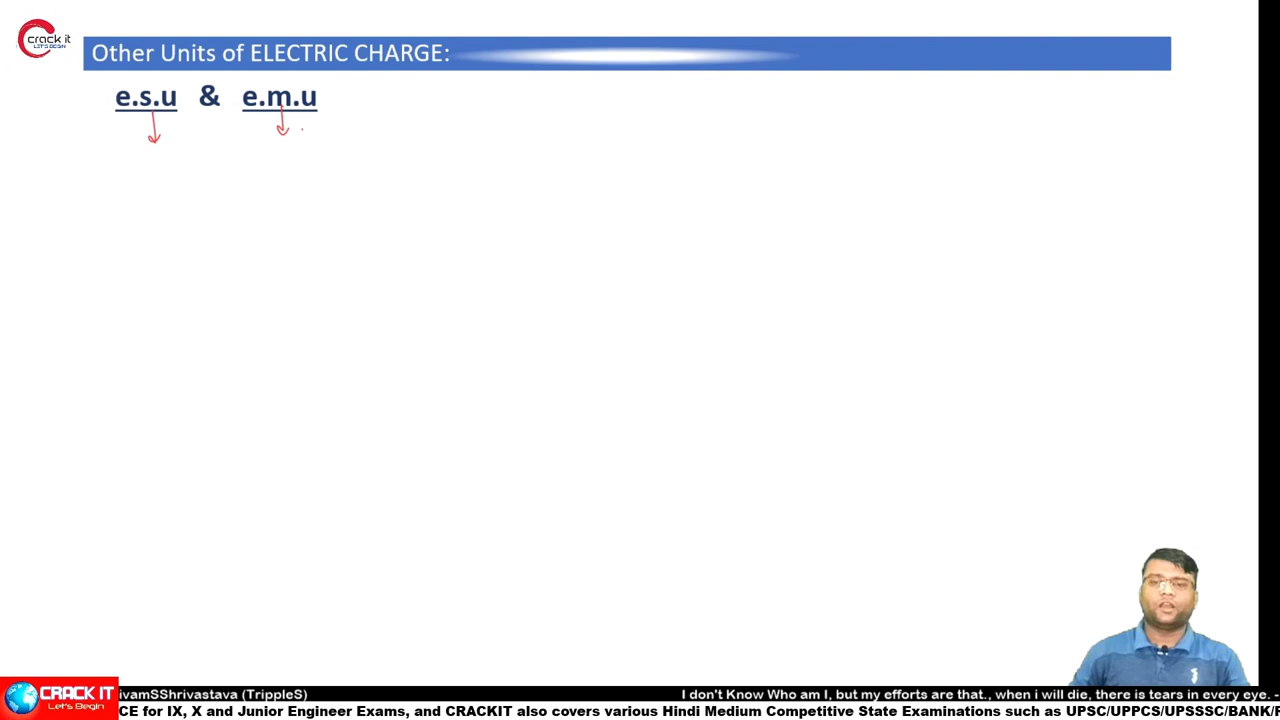 crack it
LET'S BEGIN
Other Units of ELECTRIC CHARGE:
e.s.u & e.m.u
CRACK IT
Let's Begin
ivamSShrivastava (TrippleS) I don't Know Who am I, but my efforts are that., when i will die, there is tears in every eye. -
CE for IX, X and Junior Engineer Exams, and CRACKIT also covers various Hindi Medium Competitive State Examinations such as UPSC/UPPCS/UPSSSC/BANK/